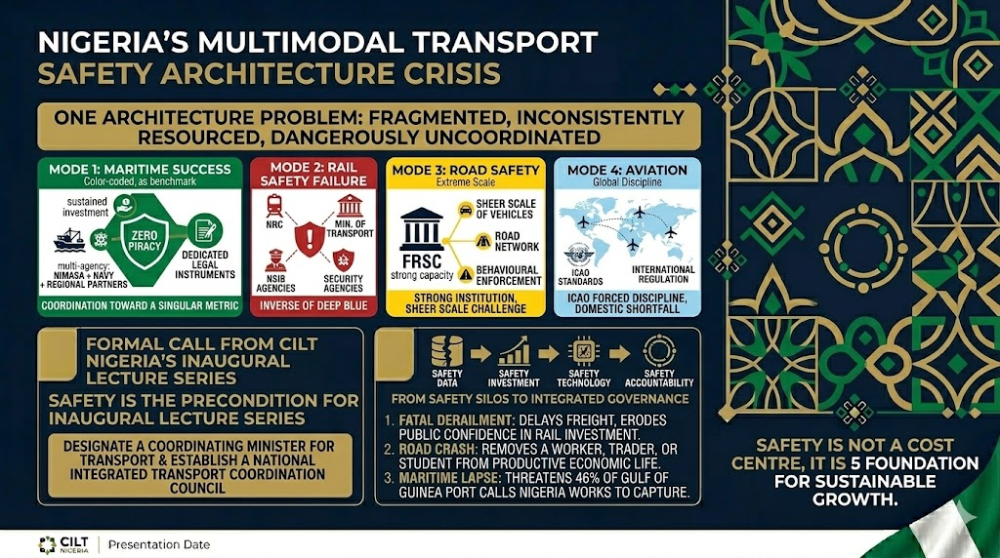 NIGERIA'S MULTIMODAL TRANSPORT
SAFETY ARCHITECTURE CRISIS
ONE ARCHITECTURE PROBLEM: FRAGMENTED, INCONSISTENTLY
RESOURCED, DANGEROUSLY UNCOORDINATED
MODE 1: MARITIME SUCCESS
Color-coded, as benchmark
sustained
investment
ZERO
PIRACY
multi-agency:
NIMASA + NAVY
+ REGIONAL PARTNERS
DEDICATED
LEGAL
INSTRUMENTS
COORDINATION TOWARD A SINGULAR METRIC
MODE 2: RAIL
SAFETY FAILURE
NRC
MIN. OF
TRANSPORT
NSIB
AGENCIES
SECURITY
AGENCIES
INVERSE OF DEEP BLUE
MODE 3: ROAD SAFETY
Extreme Scale
FRSC
strong capacity
SHEER SCALE
OF VEHICLES
ROAD
NETWORK
BEHAVIOURAL
ENFORCEMENT
STRONG INSTITUTION,
SHEER SCALE CHALLENGE
MODE 4: AVIATION
Global Discipline
ICAO
STANDARDS
INTERNATIONAL
REGULATION
ICAO FORCED DISCIPLINE,
DOMESTIC SHORTFALL
FORMAL CALL FROM CILT
NIGERIA'S INAUGURAL
LECTURE SERIES
SAFETY IS THE PRECONDITION FOR
INAUGURAL LECTURE SERIES
DESIGNATE A COORDINATING MINISTER FOR
TRANSPORT & ESTABLISH A NATIONAL
INTEGRATED TRANSPORT COORDINATION
COUNCIL
SAFETY
DATA
SAFETY
INVESTMENT
SAFETY
TECHNOLOGY
SAFETY
ACCOUNTABILITY
FROM SAFETY SILOS TO INTEGRATED GOVERNANCE
1. FATAL DERAILMENT: DELAYS FREIGHT, ERODES
PUBLIC CONFIDENCE IN RAIL INVESTMENT.
2. ROAD CRASH: REMOVES A WORKER, TRADER, OR
STUDENT FROM PRODUCTIVE ECONOMIC LIFE.
3. MARITIME LAPSE: THREATENS 46% OF GULF OF
GUINEA PORT CALLS NIGERIA WORKS TO CAPTURE.
SAFETY IS NOT A COST
CENTRE, IT IS 5 FOUNDATION
FOR SUSTAINABLE
GROWTH.
CILT
NIGERIA
Presentation Date